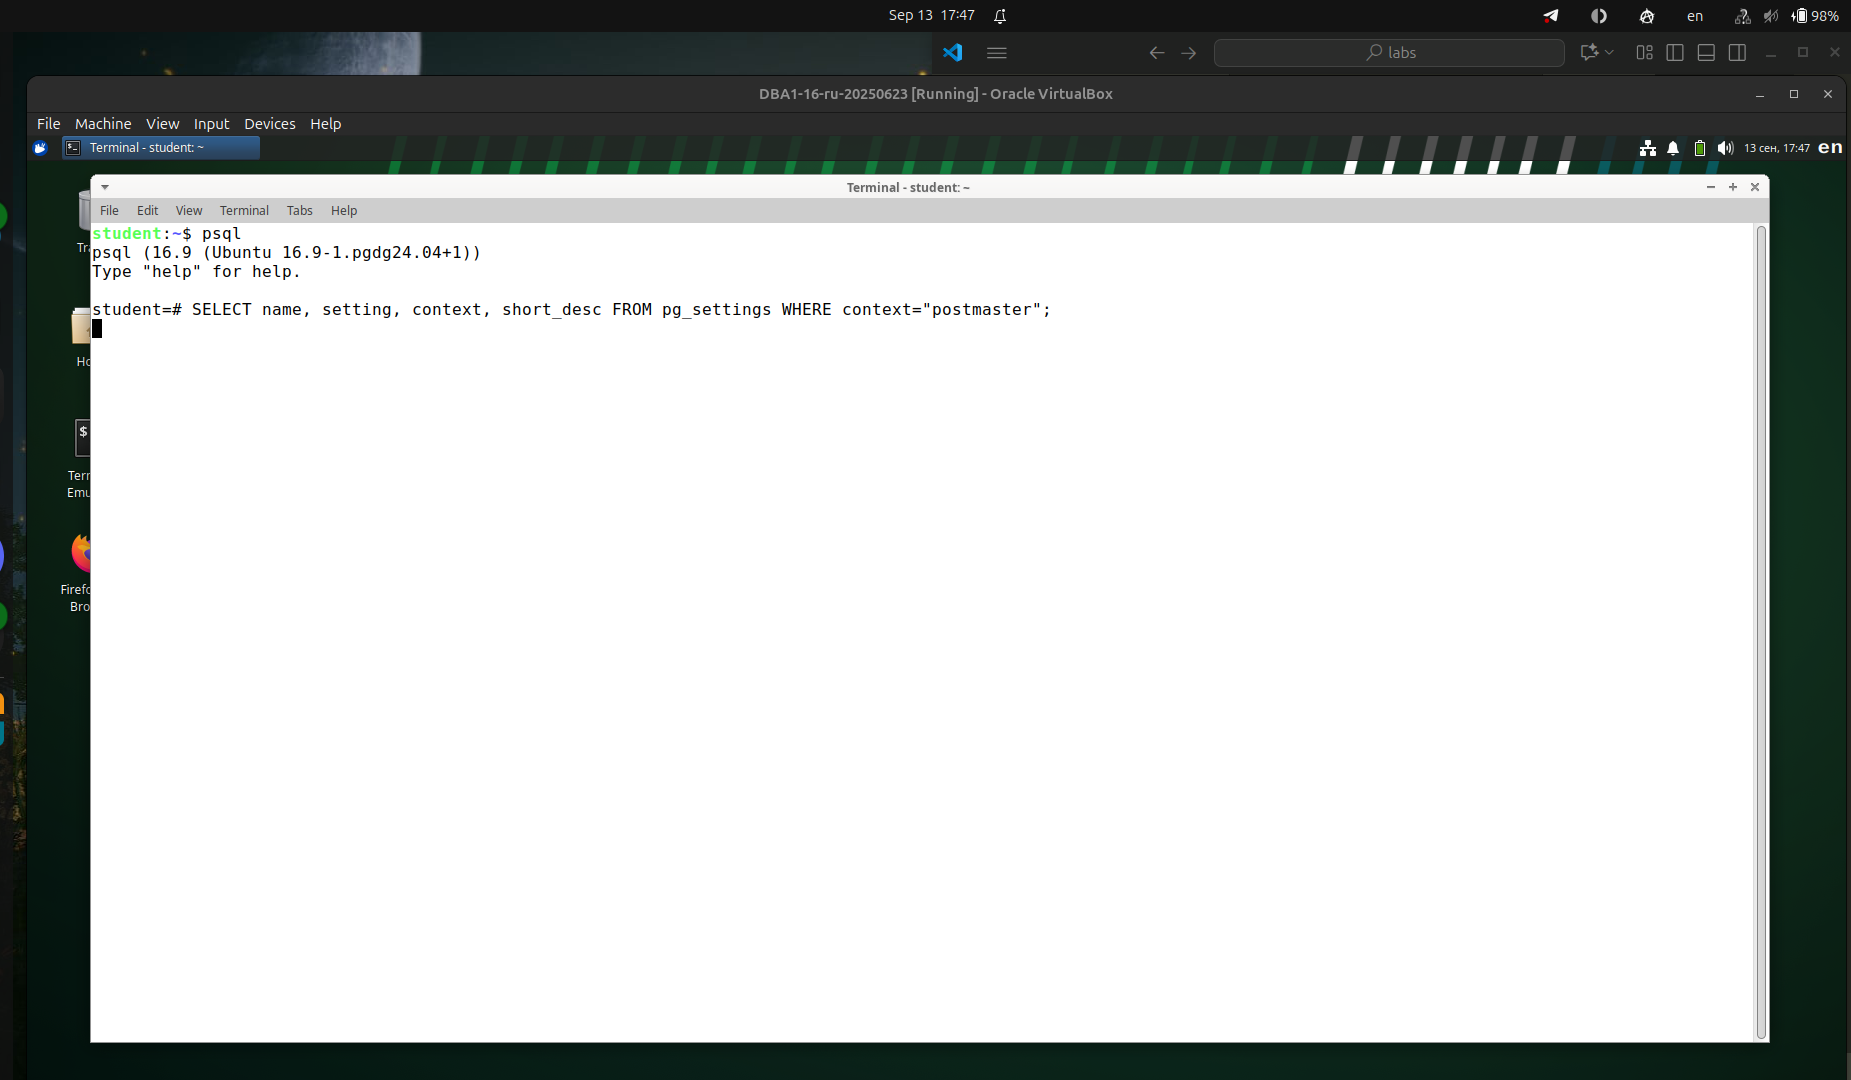 Sep 13 17:47
en
98%
labs
DBA1-16-ru-20250623 [Running] - Oracle VirtualBox
File Machine View Input Devices Help
Terminal - student: ~
13 сен, 17:47 en
Terminal - student: ~
File Edit View Terminal Tabs Help
student:~$ psql
psql (16.9 (Ubuntu 16.9-1.pgdg24.04+1))
Type "help" for help.
student=# SELECT name, setting, context, short_desc FROM pg_settings WHERE context="postmaster";
Tra
Ho
$
Term
Emu
Firefo
Bro